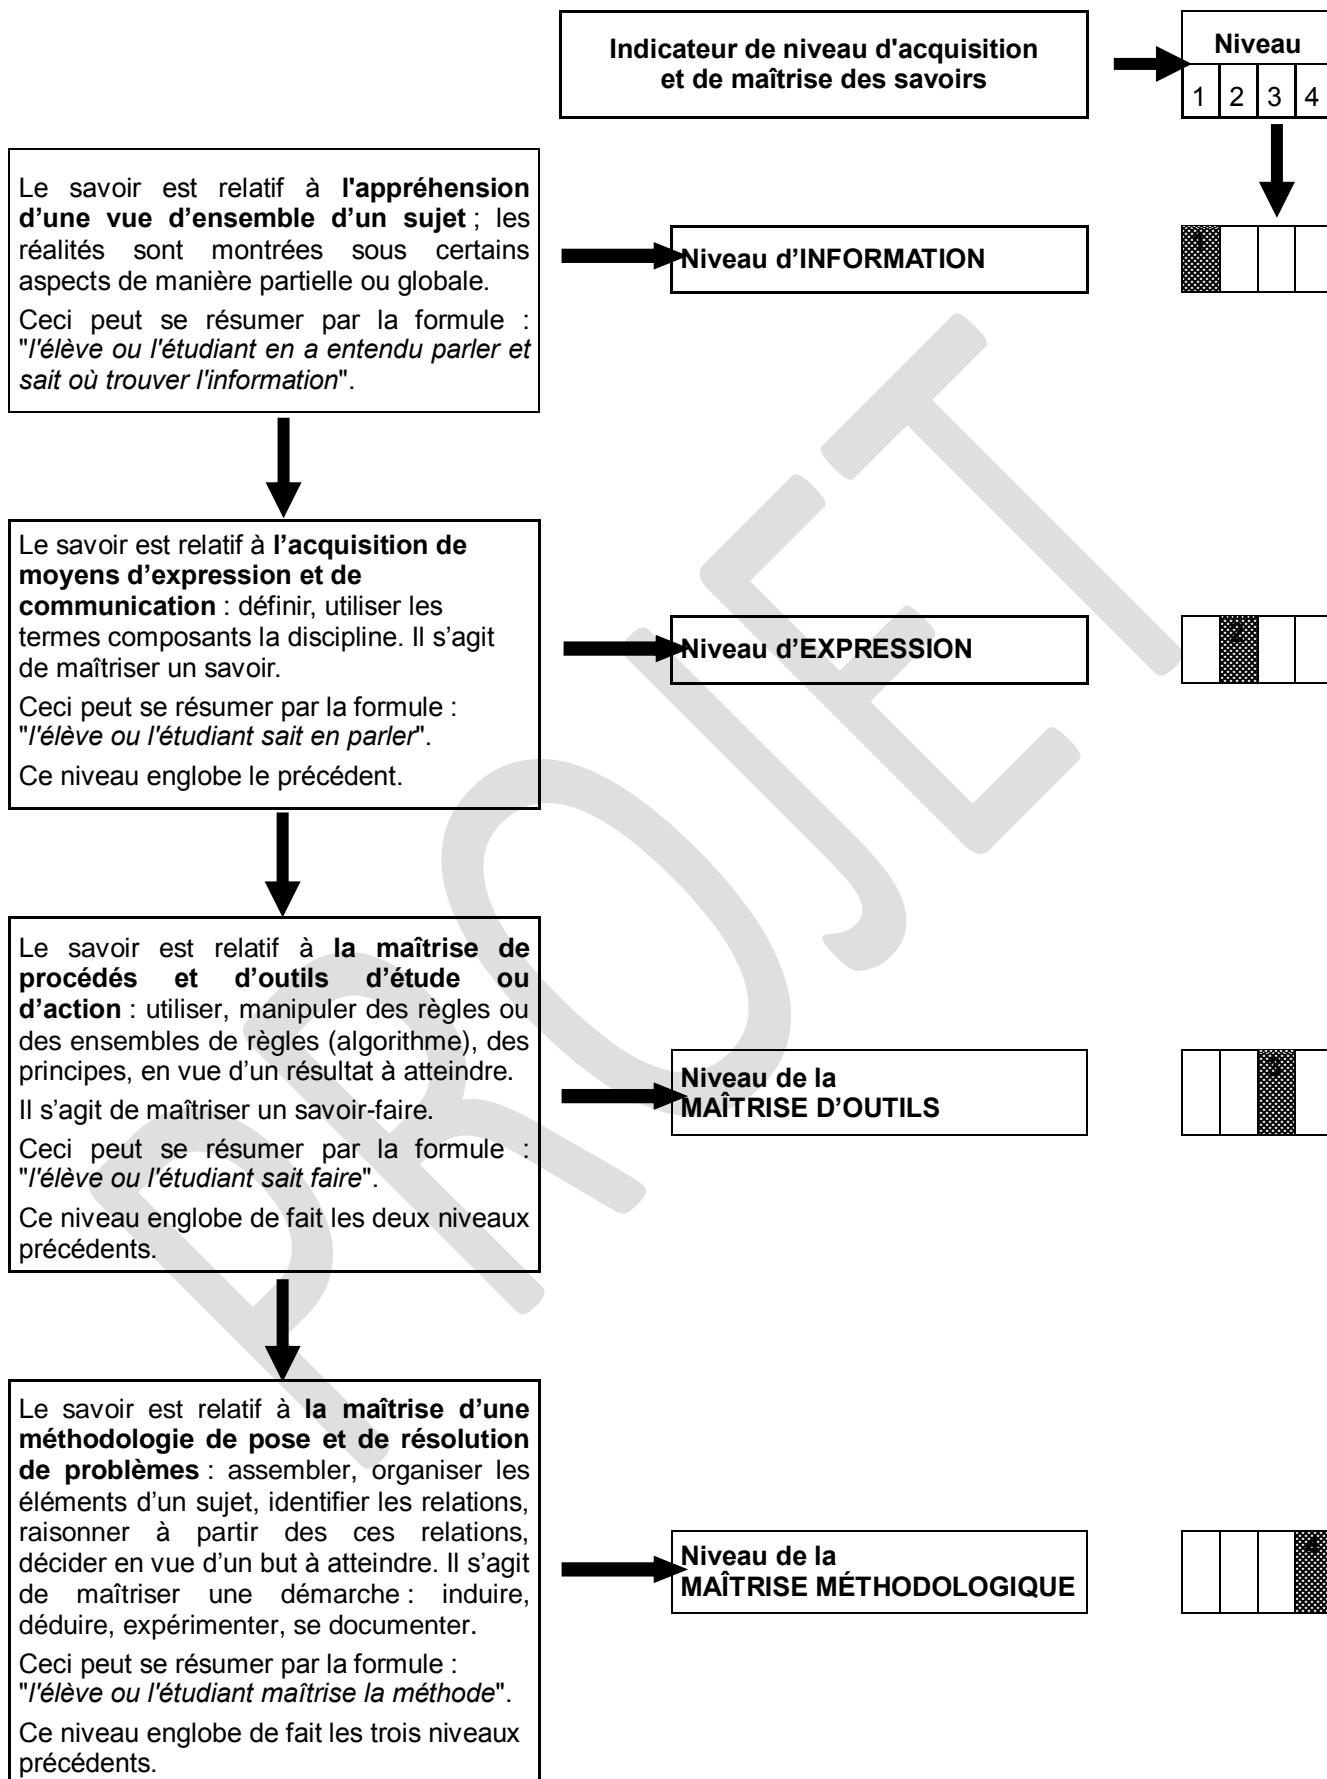 Indicateur de niveau d'acquisition
et de maîtrise des savoirs
Niveau
1 2 3 4
Le savoir est relatif à l'appréhension
d’une vue d’ensemble d’un sujet ; les
réalités sont montrées sous certains
aspects de manière partielle ou globale.
Ceci peut se résumer par la formule :
"l'élève ou l'étudiant en a entendu parler et
sait où trouver l'information".
Niveau d’INFORMATION
1
Le savoir est relatif à l’acquisition de
moyens d’expression et de
communication : définir, utiliser les
termes composants la discipline. Il s’agit
de maîtriser un savoir.
Ceci peut se résumer par la formule :
"l'élève ou l'étudiant sait en parler".
Ce niveau englobe le précédent.
Niveau d’EXPRESSION
2
Le savoir est relatif à la maîtrise de
procédés et d’outils d’étude ou
d’action : utiliser, manipuler des règles ou
des ensembles de règles (algorithme), des
principes, en vue d’un résultat à atteindre.
Il s’agit de maîtriser un savoir-faire.
Ceci peut se résumer par la formule :
"l'élève ou l'étudiant sait faire".
Ce niveau englobe de fait les deux niveaux
précédents.
Niveau de la
MAÎTRISE D’OUTILS
3
Le savoir est relatif à la maîtrise d’une
méthodologie de pose et de résolution
de problèmes : assembler, organiser les
éléments d’un sujet, identifier les relations,
raisonner à partir des ces relations,
décider en vue d’un but à atteindre. Il s’agit
de maîtriser une démarche : induire,
déduire, expérimenter, se documenter.
Ceci peut se résumer par la formule :
"l'élève ou l'étudiant maîtrise la méthode".
Ce niveau englobe de fait les trois niveaux
précédents.
Niveau de la
MAÎTRISE MÉTHODOLOGIQUE
4
PROJET